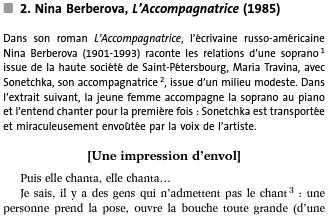 2. Nina Berberova, L'Accompagnatrice (1985)
Dans son roman L'Accompagnatrice, l'écrivaine russo-américaine
Nina Berberova (1901-1993) raconte les relations d'une soprano¹
issue de la haute société de Saint-Pétersbourg, Maria Travina, avec
Sonetchka, son accompagnatrice², issue d'un milieu modeste. Dans
l'extrait suivant, la jeune femme accompagne la soprano au piano
et l'entend chanter pour la première fois : Sonetchka est transportée
et miraculeusement envoûtée par la voix de l'artiste.
[Une impression d'envol]
Puis elle chanta, elle chanta…
Je sais, il y a des gens qui n'admettent pas le chant³ : une
personne prend la pose, ouvre la bouche toute grande (d'une